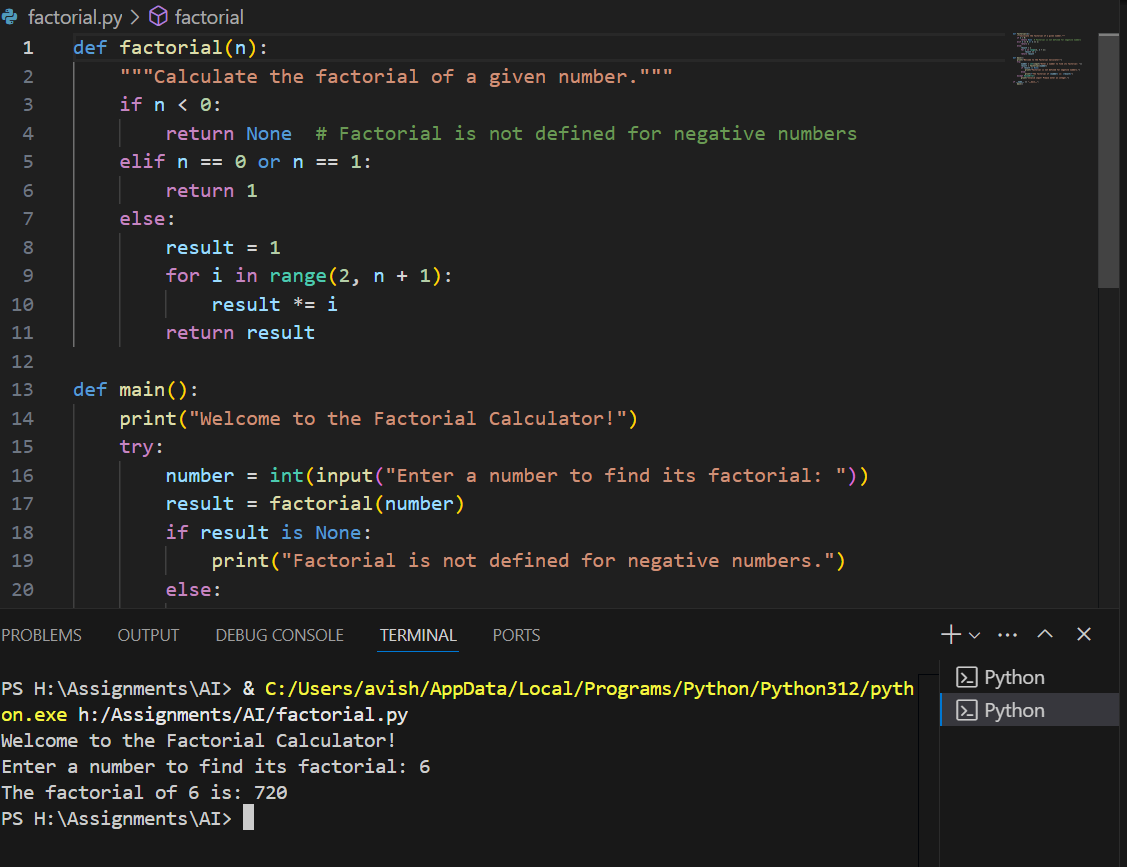 factorial.py > factorial
1 def factorial(n):
2     """Calculate the factorial of a given number."""
3     if n < 0:
4         return None  # Factorial is not defined for negative numbers
5     elif n == 0 or n == 1:
6         return 1
7     else:
8         result = 1
9         for i in range(2, n + 1):
10             result *= i
11         return result
12
13 def main():
14     print("Welcome to the Factorial Calculator!")
15     try:
16         number = int(input("Enter a number to find its factorial: "))
17         result = factorial(number)
18         if result is None:
19             print("Factorial is not defined for negative numbers.")
20         else:
PROBLEMS OUTPUT DEBUG CONSOLE TERMINAL PORTS
PS H:\Assignments\AI> & C:/Users/avish/AppData/Local/Programs/Python/Python312/pyth
on.exe h:/Assignments/AI/factorial.py
Welcome to the Factorial Calculator!
Enter a number to find its factorial: 6
The factorial of 6 is: 720
PS H:\Assignments\AI>
Python
Python